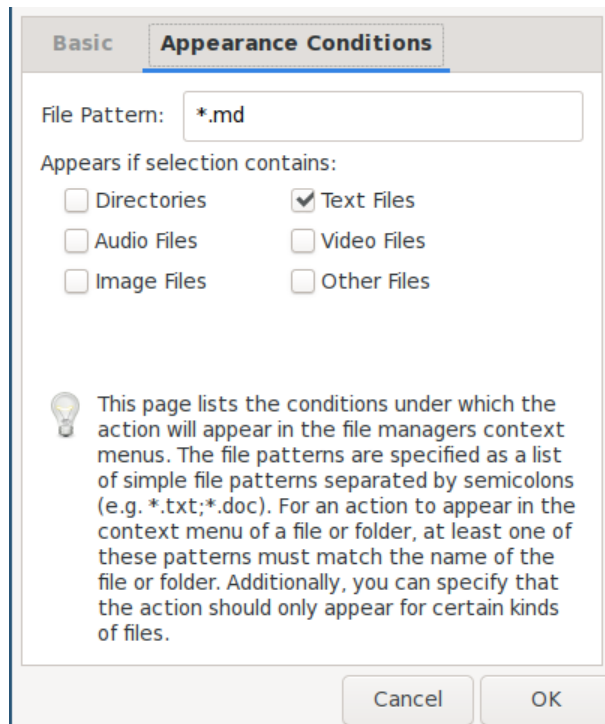 Basic Appearance Conditions
File Pattern: *.md
Appears if selection contains:
Directories Text Files
Audio Files Video Files
Image Files Other Files
This page lists the conditions under which the
action will appear in the file managers context
menus. The file patterns are specified as a list
of simple file patterns separated by semicolons
(e.g. *.txt;*.doc). For an action to appear in the
context menu of a file or folder, at least one of
these patterns must match the name of the
file or folder. Additionally, you can specify that
the action should only appear for certain kinds
of files.
Cancel OK